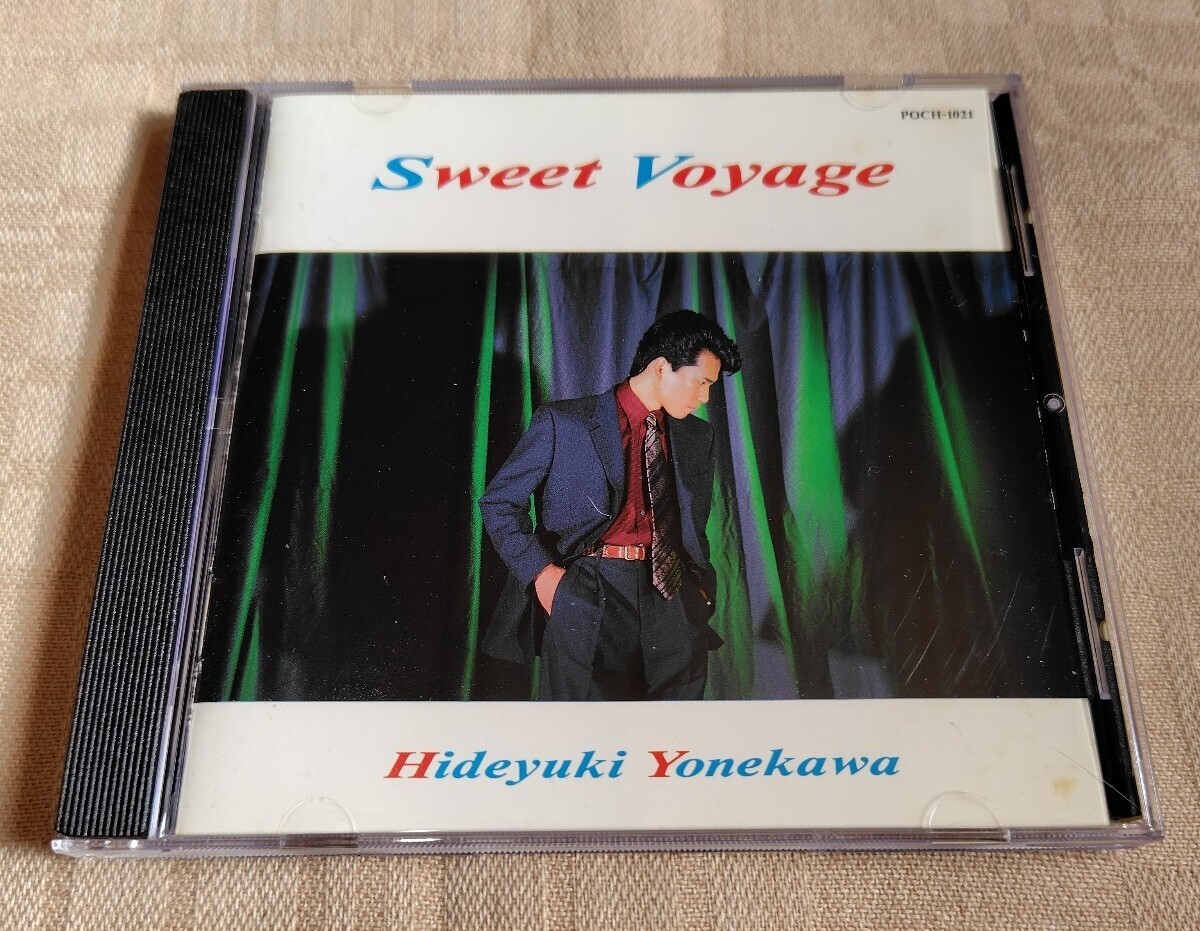 POCH-1021
Sweet Voyage
Hideyuki Yonekawa